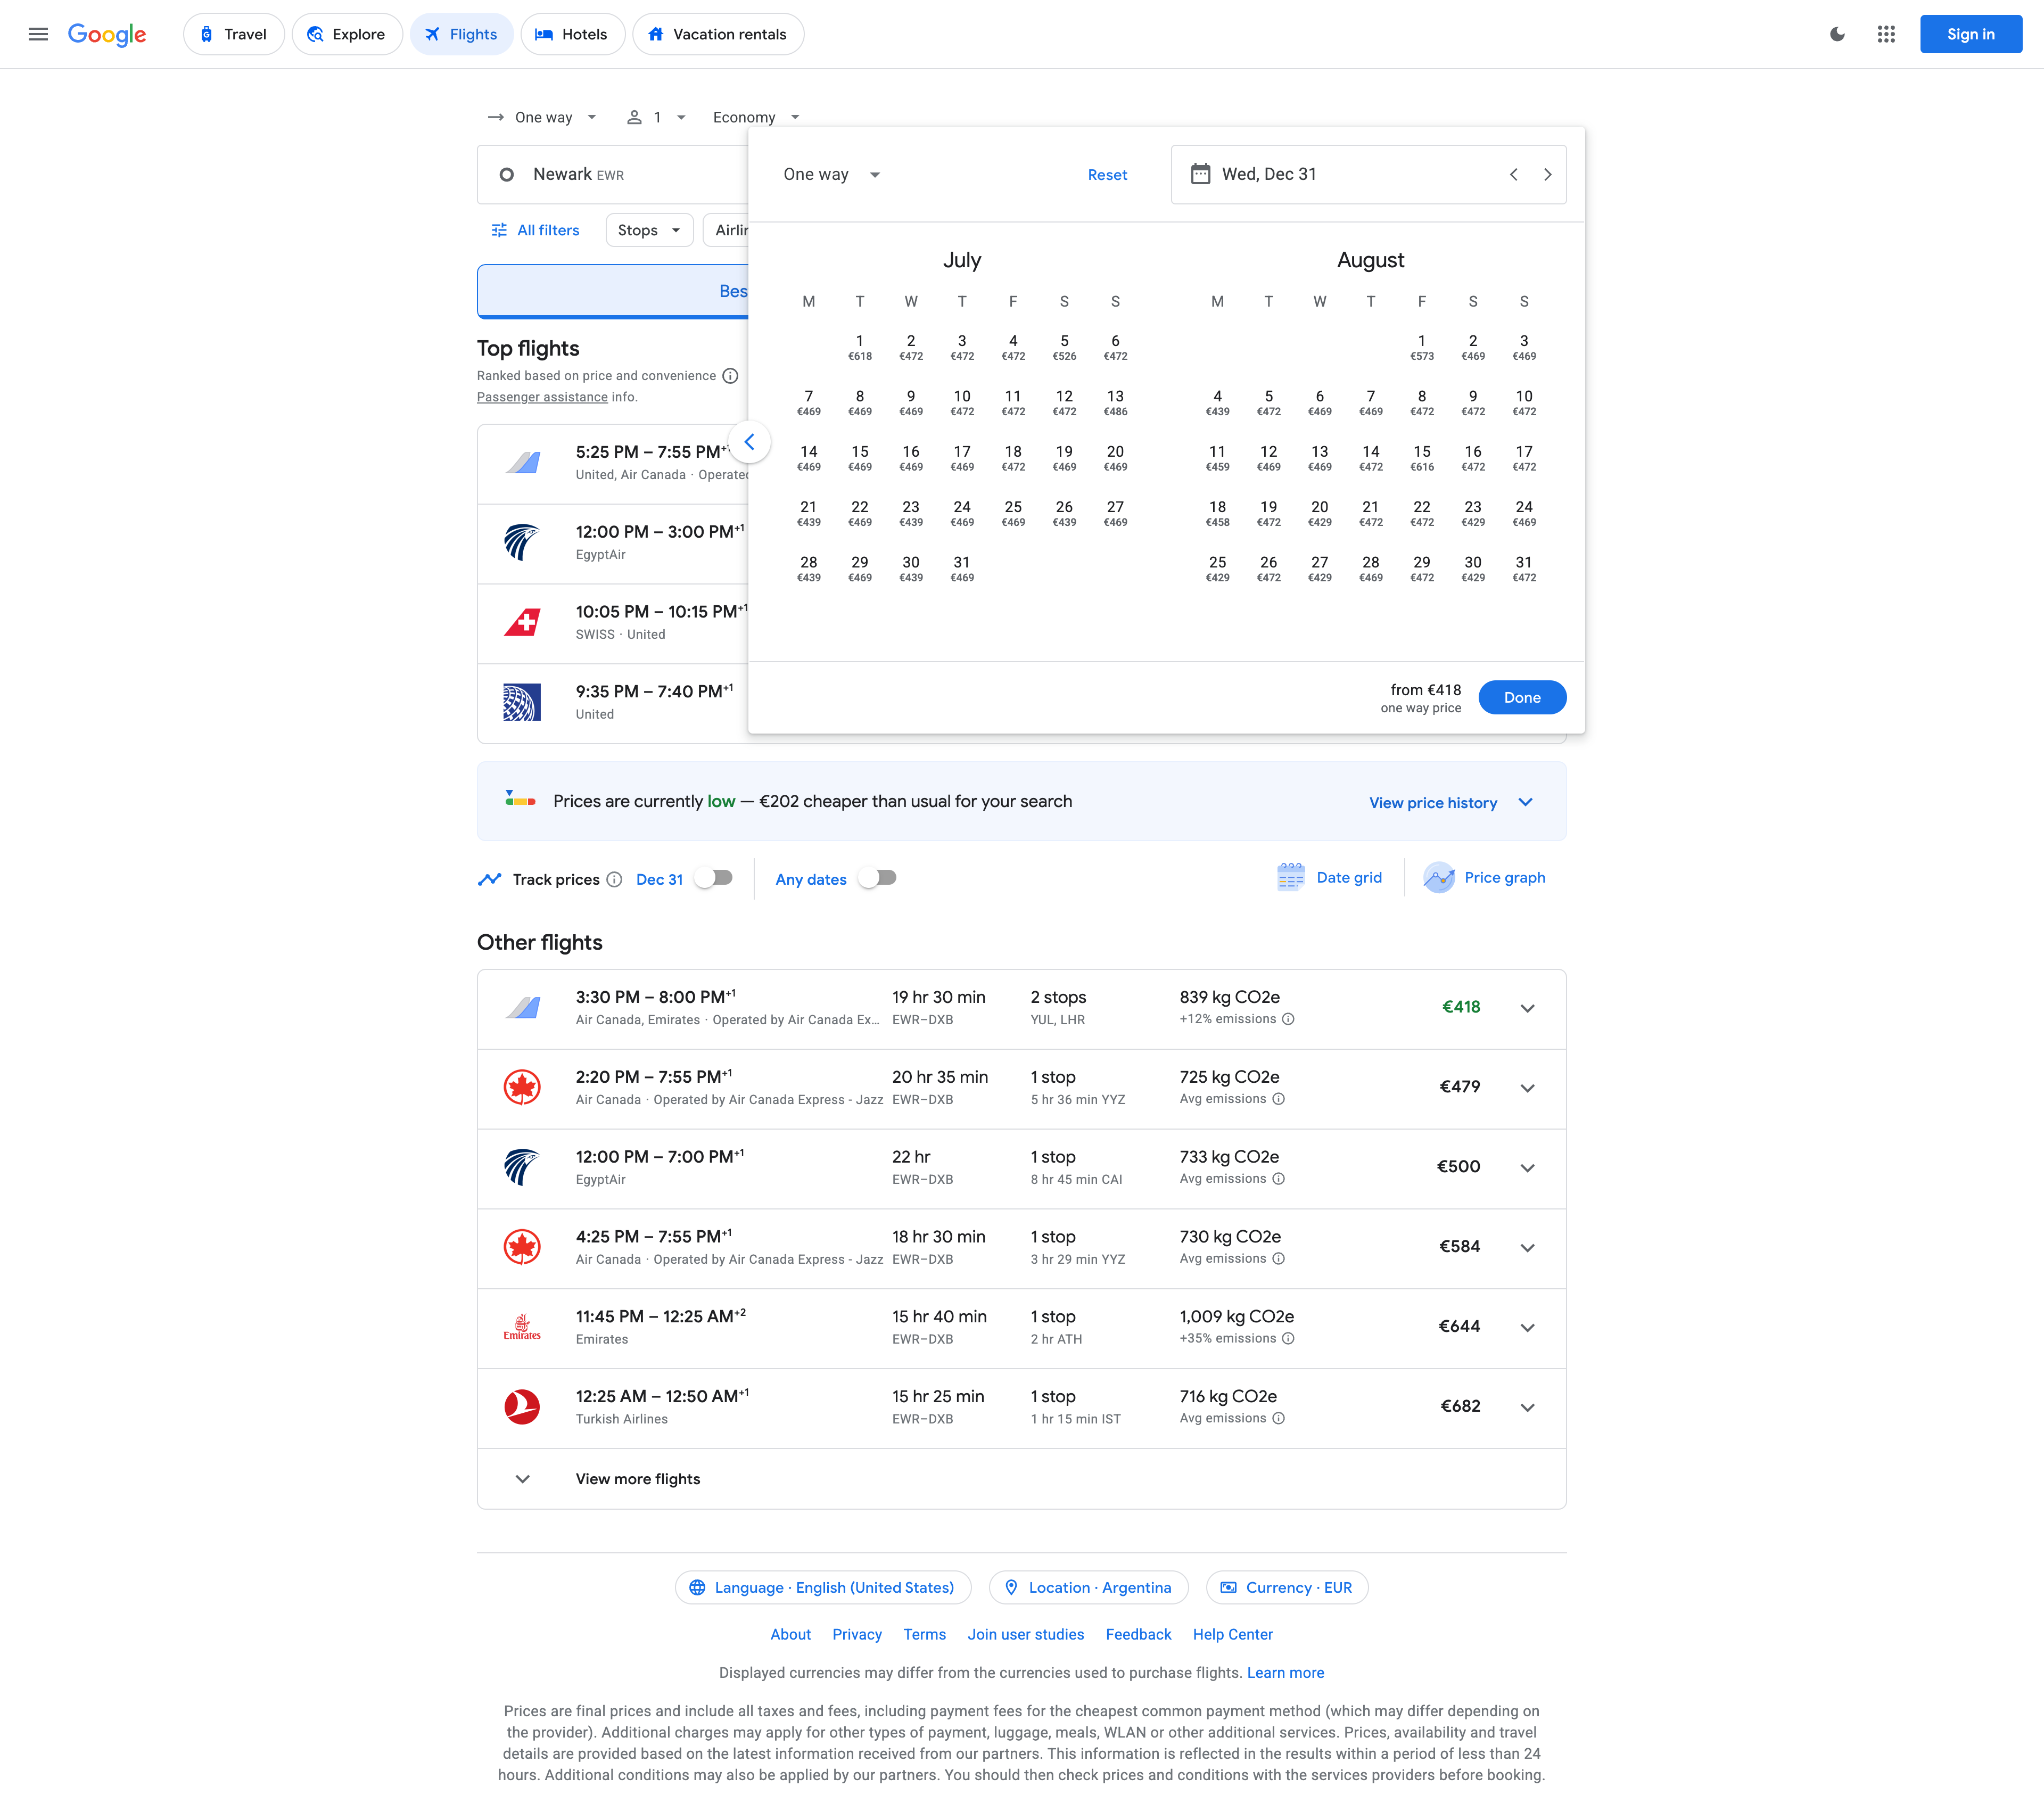 Google
Travel
Explore
Flights
Hotels
Vacation rentals
Sign in
One way
1
Economy
Newark EWR
All filters
Stops
Airlin
Bes
Top flights
Ranked based on price and convenience
Passenger assistance info.
5:25 PM – 7:55 PM
United, Air Canada · Operated
12:00 PM – 3:00 PM+1
EgyptAir
10:05 PM – 10:15 PM+1
SWISS · United
9:35 PM – 7:40 PM+1
United
One way
Reset
Wed, Dec 31
July
M T W T F S S
1 2 3 4 5 6
€618 €472 €472 €472 €526 €472
7 8 9 10 11 12 13
€469 €469 €469 €472 €472 €472 €486
14 15 16 17 18 19 20
€469 €469 €469 €469 €472 €469 €469
21 22 23 24 25 26 27
€439 €469 €439 €469 €469 €439 €469
28 29 30 31
€439 €469 €439 €469
August
M T W T F S S
1 2 3
€573 €469 €469
4 5 6 7 8 9 10
€439 €472 €469 €469 €472 €472 €472
11 12 13 14 15 16 17
€459 €469 €469 €472 €616 €472 €472
18 19 20 21 22 23 24
€458 €472 €429 €472 €472 €429 €469
25 26 27 28 29 30 31
€429 €472 €429 €469 €472 €429 €472
from €418
one way price
Done
Prices are currently low — €202 cheaper than usual for your search
View price history
Track prices
Dec 31
Any dates
Date grid
Price graph
Other flights
3:30 PM – 8:00 PM+1 19 hr 30 min 2 stops 839 kg CO2e €418
Air Canada, Emirates · Operated by Air Canada Ex... EWR–DXB YUL, LHR +12% emissions
2:20 PM – 7:55 PM+1 20 hr 35 min 1 stop 725 kg CO2e €479
Air Canada · Operated by Air Canada Express - Jazz EWR–DXB 5 hr 36 min YYZ Avg emissions
12:00 PM – 7:00 PM+1 22 hr 1 stop 733 kg CO2e €500
EgyptAir EWR–DXB 8 hr 45 min CAI Avg emissions
4:25 PM – 7:55 PM+1 18 hr 30 min 1 stop 730 kg CO2e €584
Air Canada · Operated by Air Canada Express - Jazz EWR–DXB 3 hr 29 min YYZ Avg emissions
Emirates
11:45 PM – 12:25 AM+2 15 hr 40 min 1 stop 1,009 kg CO2e €644
Emirates EWR–DXB 2 hr ATH +35% emissions
12:25 AM – 12:50 AM+1 15 hr 25 min 1 stop 716 kg CO2e €682
Turkish Airlines EWR–DXB 1 hr 15 min IST Avg emissions
View more flights
Language · English (United States)
Location · Argentina
Currency · EUR
About Privacy Terms Join user studies Feedback Help Center
Displayed currencies may differ from the currencies used to purchase flights. Learn more
Prices are final prices and include all taxes and fees, including payment fees for the cheapest common payment method (which may differ depending on
the provider). Additional charges may apply for other types of payment, luggage, meals, WLAN or other additional services. Prices, availability and travel
details are provided based on the latest information received from our partners. This information is reflected in the results within a period of less than 24
hours. Additional conditions may also be applied by our partners. You should then check prices and conditions with the services providers before booking.